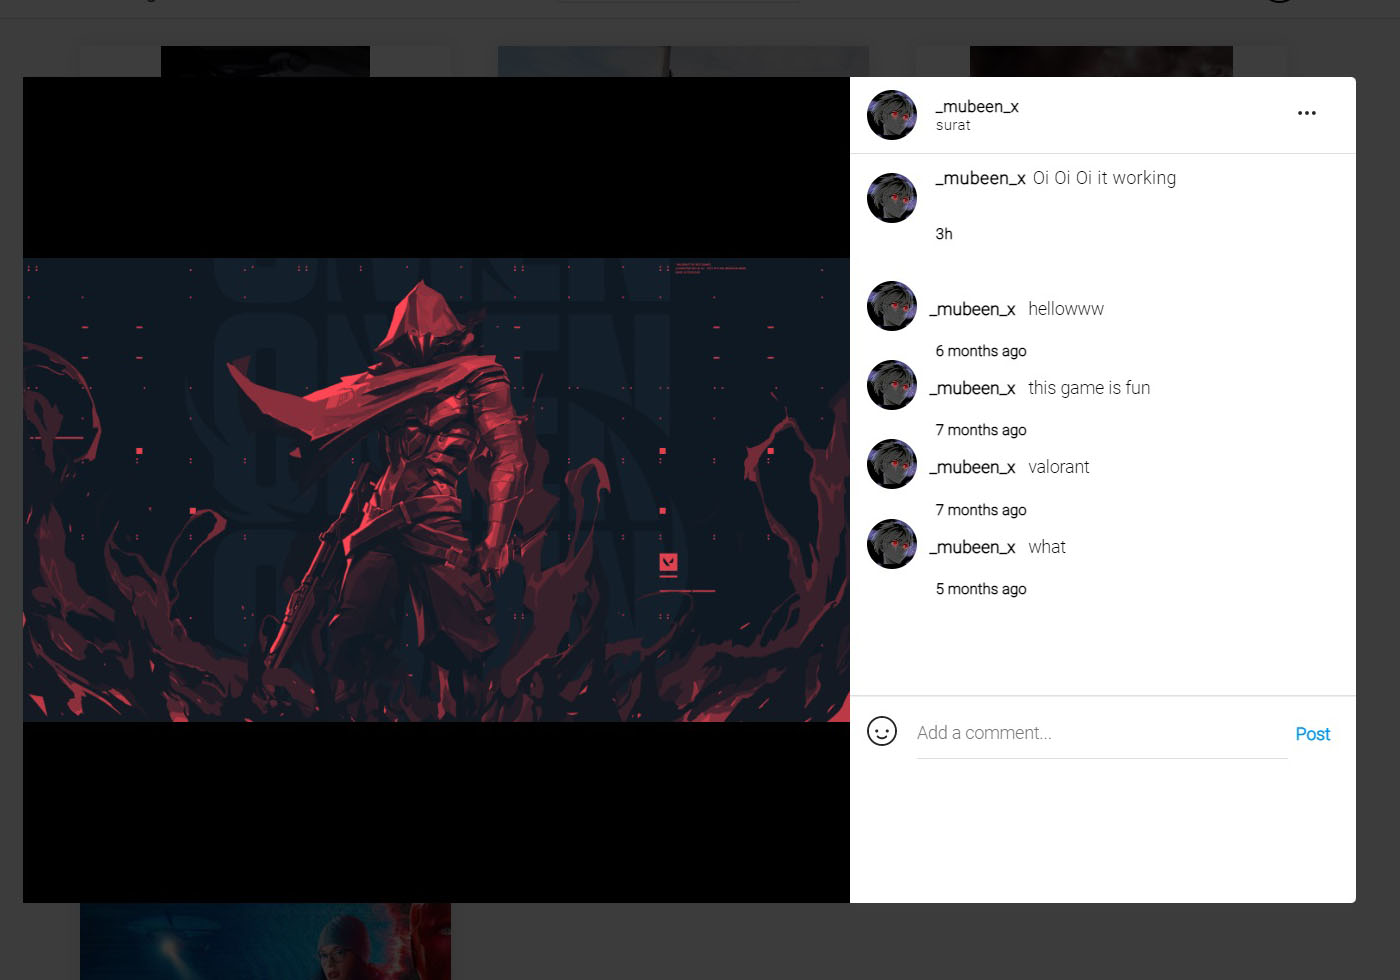 _mubeen_x
surat
_mubeen_x Oi Oi Oi it working
3h
_mubeen_x hellowww
6 months ago
_mubeen_x this game is fun
7 months ago
_mubeen_x valorant
7 months ago
_mubeen_x what
5 months ago
Add a comment...
Post
OMEN